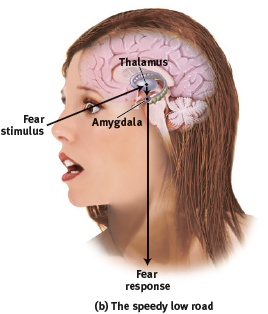 Thalamus
Fear
stimulus
Amygdala
Fear
response
(b) The speedy low road